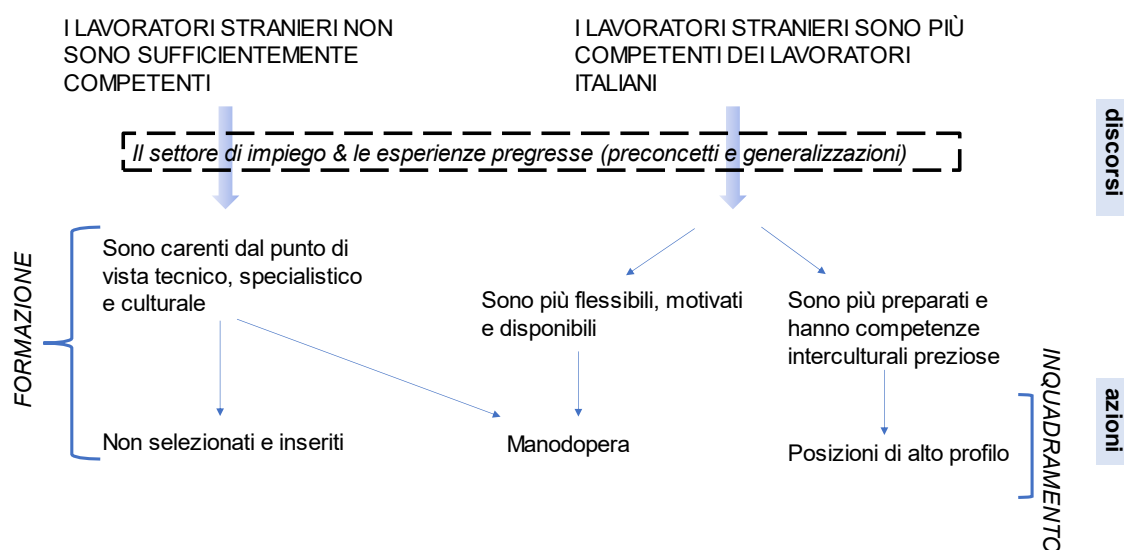 I LAVORATORI STRANIERI NON
SONO SUFFICIENTEMENTE
COMPETENTI
I LAVORATORI STRANIERI SONO PIÙ
COMPETENTI DEI LAVORATORI
ITALIANI
discorsi
Il settore di impiego & le esperienze pregresse (preconcetti e generalizzazioni)
FORMAZIONE
Sono carenti dal punto di
vista tecnico, specialistico
e culturale
Sono più flessibili, motivati
e disponibili
Sono più preparati e
hanno competenze
interculturali preziose
INQUADRAMENTO
azioni
Non selezionati e inseriti
Manodopera
Posizioni di alto profilo